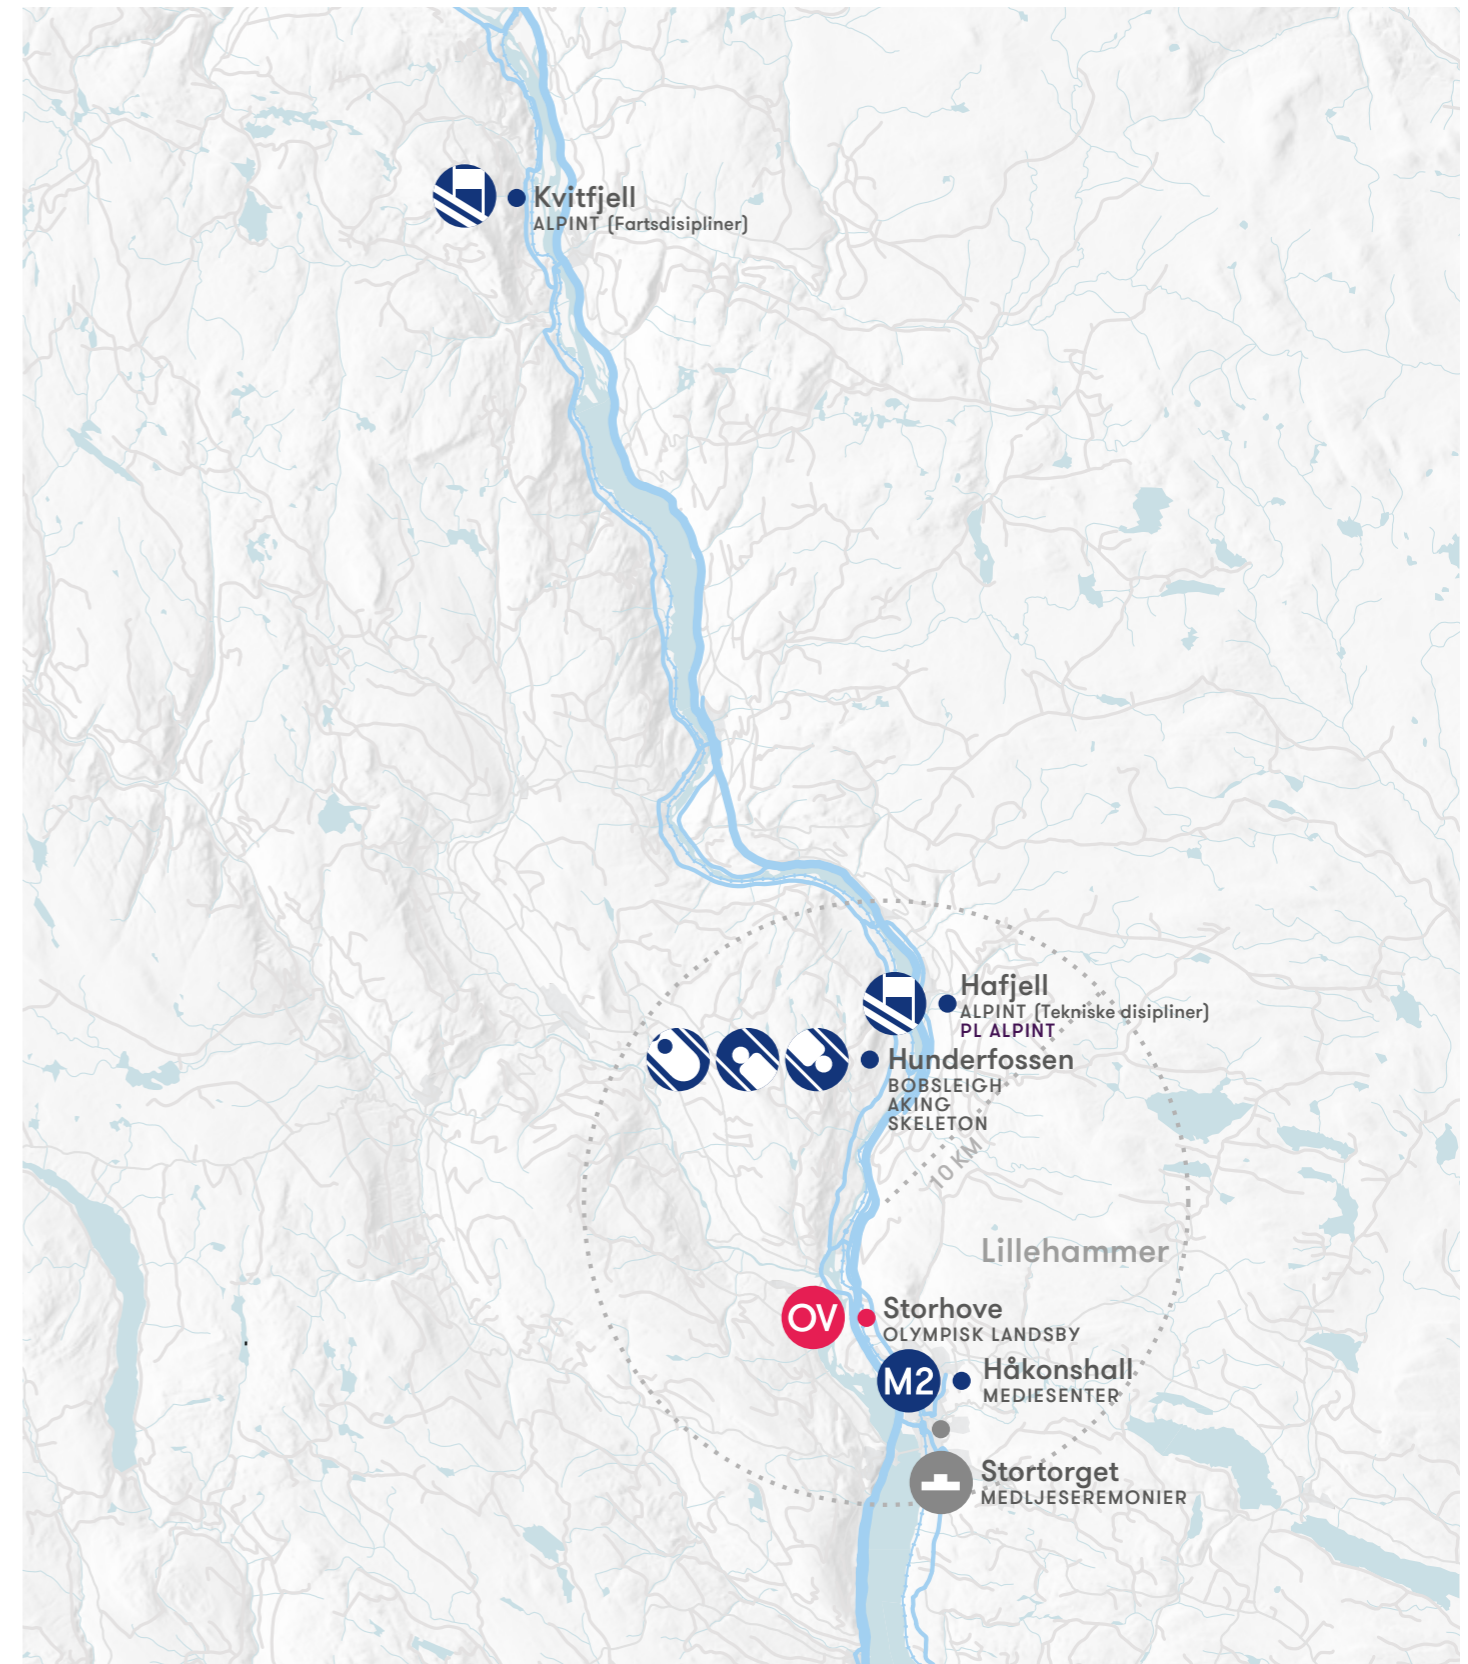 Kvitfjell
ALPINT (Fartsdisipliner)
Hafjell
ALPINT (Tekniske disipliner)
PL ALPINT
Hunderfossen
BOBSLEIGH
AKING
SKELETON
10 KM
Lillehammer
OV
Storhove
OLYMPISK LANDSBY
M2
Håkonshall
MEDIESENTER
Stortorget
MEDLJESEREMONIER